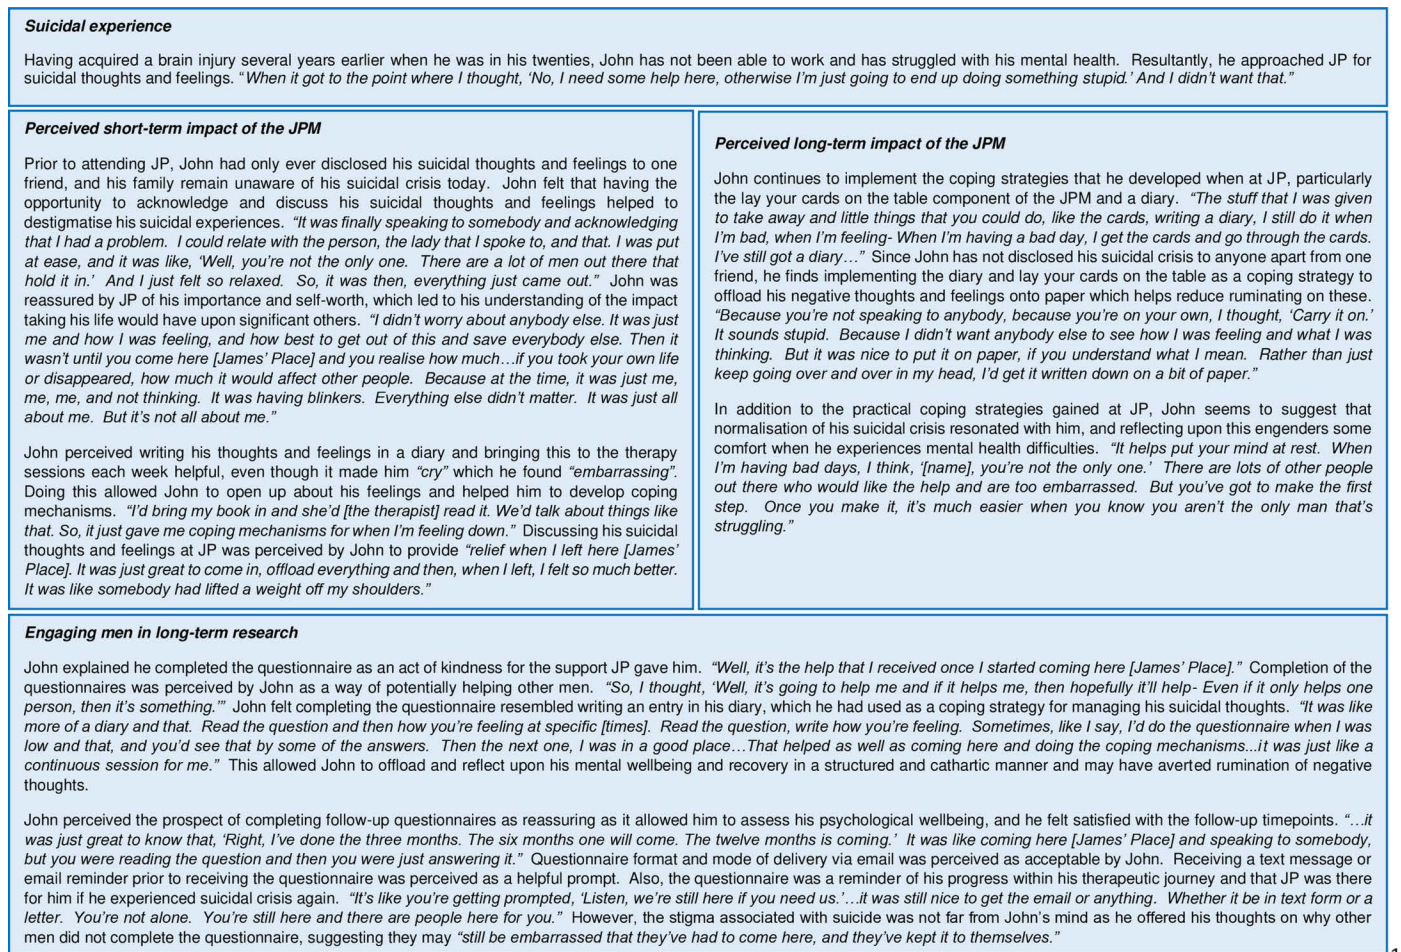 Suicidal experience
Having acquired a brain injury several years earlier when he was in his twenties, John has not been able to work and has struggled with his mental health. Resultantly, he approached JP for
suicidal thoughts and feelings. “When it got to the point where I thought, ‘No, I need some help here, otherwise I’m just going to end up doing something stupid.’ And I didn’t want that.”
Perceived short-term impact of the JPM
Prior to attending JP, John had only ever disclosed his suicidal thoughts and feelings to one
friend, and his family remain unaware of his suicidal crisis today. John felt that having the
opportunity to acknowledge and discuss his suicidal thoughts and feelings helped to
destigmatise his suicidal experiences. “It was finally speaking to somebody and acknowledging
that I had a problem. I could relate with the person, the lady that I spoke to, and that. I was put
at ease, and it was like, ‘Well, you’re not the only one. There are a lot of men out there that
hold it in.’ And I just felt so relaxed. So, it was then, everything just came out.” John was
reassured by JP of his importance and self-worth, which led to his understanding of the impact
taking his life would have upon significant others. “I didn’t worry about anybody else. It was just
me and how I was feeling, and how best to get out of this and save everybody else. Then it
wasn’t until you come here [James’ Place] and you realise how much…if you took your own life
or disappeared, how much it would affect other people. Because at the time, it was just me,
me, me, and not thinking. It was having blinkers. Everything else didn’t matter. It was just all
about me. But it’s not all about me.”
John perceived writing his thoughts and feelings in a diary and bringing this to the therapy
sessions each week helpful, even though it made him “cry” which he found “embarrassing”.
Doing this allowed John to open up about his feelings and helped him to develop coping
mechanisms. “I’d bring my book in and she’d [the therapist] read it. We’d talk about things like
that. So, it just gave me coping mechanisms for when I’m feeling down.” Discussing his suicidal
thoughts and feelings at JP was perceived by John to provide “relief when I left here [James’
Place]. It was just great to come in, offload everything and then, when I left, I felt so much better.
It was like somebody had lifted a weight off my shoulders.”
Perceived long-term impact of the JPM
John continues to implement the coping strategies that he developed when at JP, particularly
the lay your cards on the table component of the JPM and a diary. “The stuff that I was given
to take away and little things that you could do, like the cards, writing a diary, I still do it when
I’m bad, when I’m feeling- When I’m having a bad day, I get the cards and go through the cards.
I’ve still got a diary…” Since John has not disclosed his suicidal crisis to anyone apart from one
friend, he finds implementing the diary and lay your cards on the table as a coping strategy to
offload his negative thoughts and feelings onto paper which helps reduce ruminating on these.
“Because you’re not speaking to anybody, because you’re on your own, I thought, ‘Carry it on.’
It sounds stupid. Because I didn’t want anybody else to see how I was feeling and what I was
thinking. But it was nice to put it on paper, if you understand what I mean. Rather than just
keep going over and over in my head, I’d get it written down on a bit of paper.”
In addition to the practical coping strategies gained at JP, John seems to suggest that
normalisation of his suicidal crisis resonated with him, and reflecting upon this engenders some
comfort when he experiences mental health difficulties. “It helps put your mind at rest. When
I’m having bad days, I think, ‘[name], you’re not the only one.’ There are lots of other people
out there who would like the help and are too embarrassed. But you’ve got to make the first
step. Once you make it, it’s much easier when you know you aren’t the only man that’s
struggling.”
Engaging men in long-term research
John explained he completed the questionnaire as an act of kindness for the support JP gave him. “Well, it’s the help that I received once I started coming here [James’ Place].” Completion of the
questionnaires was perceived by John as a way of potentially helping other men. “So, I thought, ‘Well, it’s going to help me and if it helps me, then hopefully it’ll help- Even if it only helps one
person, then it’s something.’” John felt completing the questionnaire resembled writing an entry in his diary, which he had used as a coping strategy for managing his suicidal thoughts. “It was like
more of a diary and that. Read the question and then how you’re feeling at specific [times]. Read the question, write how you’re feeling. Sometimes, like I say, I’d do the questionnaire when I was
low and that, and you’d see that by some of the answers. Then the next one, I was in a good place…That helped as well as coming here and doing the coping mechanisms...it was just like a
continuous session for me.” This allowed John to offload and reflect upon his mental wellbeing and recovery in a structured and cathartic manner and may have averted rumination of negative
thoughts.
John perceived the prospect of completing follow-up questionnaires as reassuring as it allowed him to assess his psychological wellbeing, and he felt satisfied with the follow-up timepoints. “…it
was just great to know that, ‘Right, I’ve done the three months. The six months one will come. The twelve months is coming.’ It was like coming here [James’ Place] and speaking to somebody,
but you were reading the question and then you were just answering it.” Questionnaire format and mode of delivery via email was perceived as acceptable by John. Receiving a text message or
email reminder prior to receiving the questionnaire was perceived as a helpful prompt. Also, the questionnaire was a reminder of his progress within his therapeutic journey and that JP was there
for him if he experienced suicidal crisis again. “It’s like you’re getting prompted, ‘Listen, we’re still here if you need us.’…it was still nice to get the email or anything. Whether it be in text form or a
letter. You’re not alone. You’re still here and there are people here for you.” However, the stigma associated with suicide was not far from John’s mind as he offered his thoughts on why other
men did not complete the questionnaire, suggesting they may “still be embarrassed that they’ve had to come here, and they’ve kept it to themselves.”